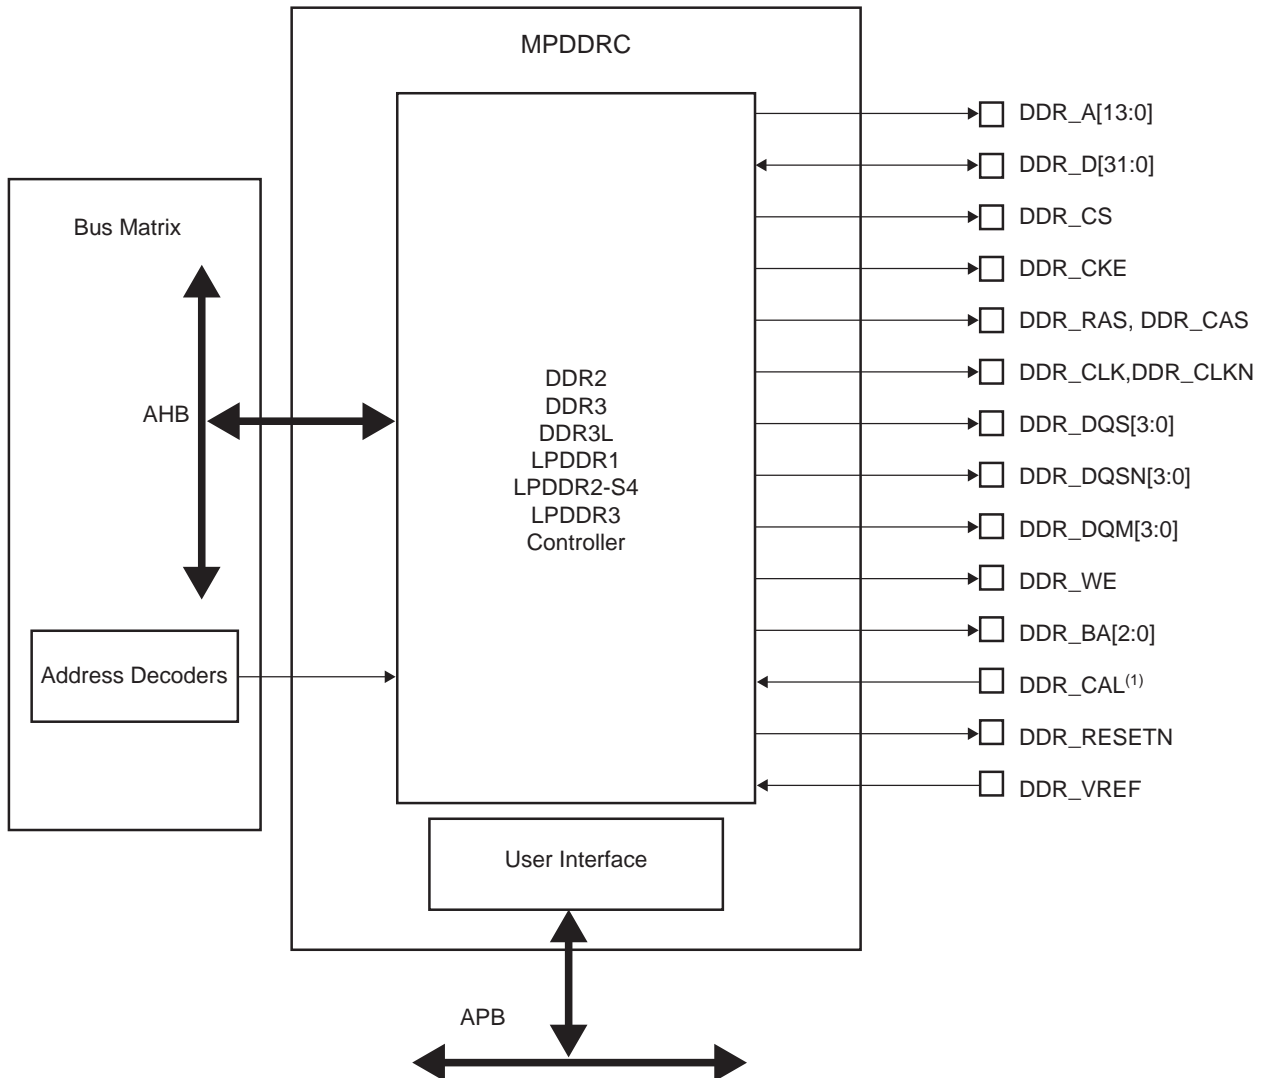 MPDDRC
Bus Matrix
AHB
Address Decoders
DDR2
DDR3
DDR3L
LPDDR1
LPDDR2-S4
LPDDR3
Controller
User Interface
APB
DDR_A[13:0]
DDR_D[31:0]
DDR_CS
DDR_CKE
DDR_RAS, DDR_CAS
DDR_CLK,DDR_CLKN
DDR_DQS[3:0]
DDR_DQSN[3:0]
DDR_DQM[3:0]
DDR_WE
DDR_BA[2:0]
DDR_CAL(1)
DDR_RESETN
DDR_VREF